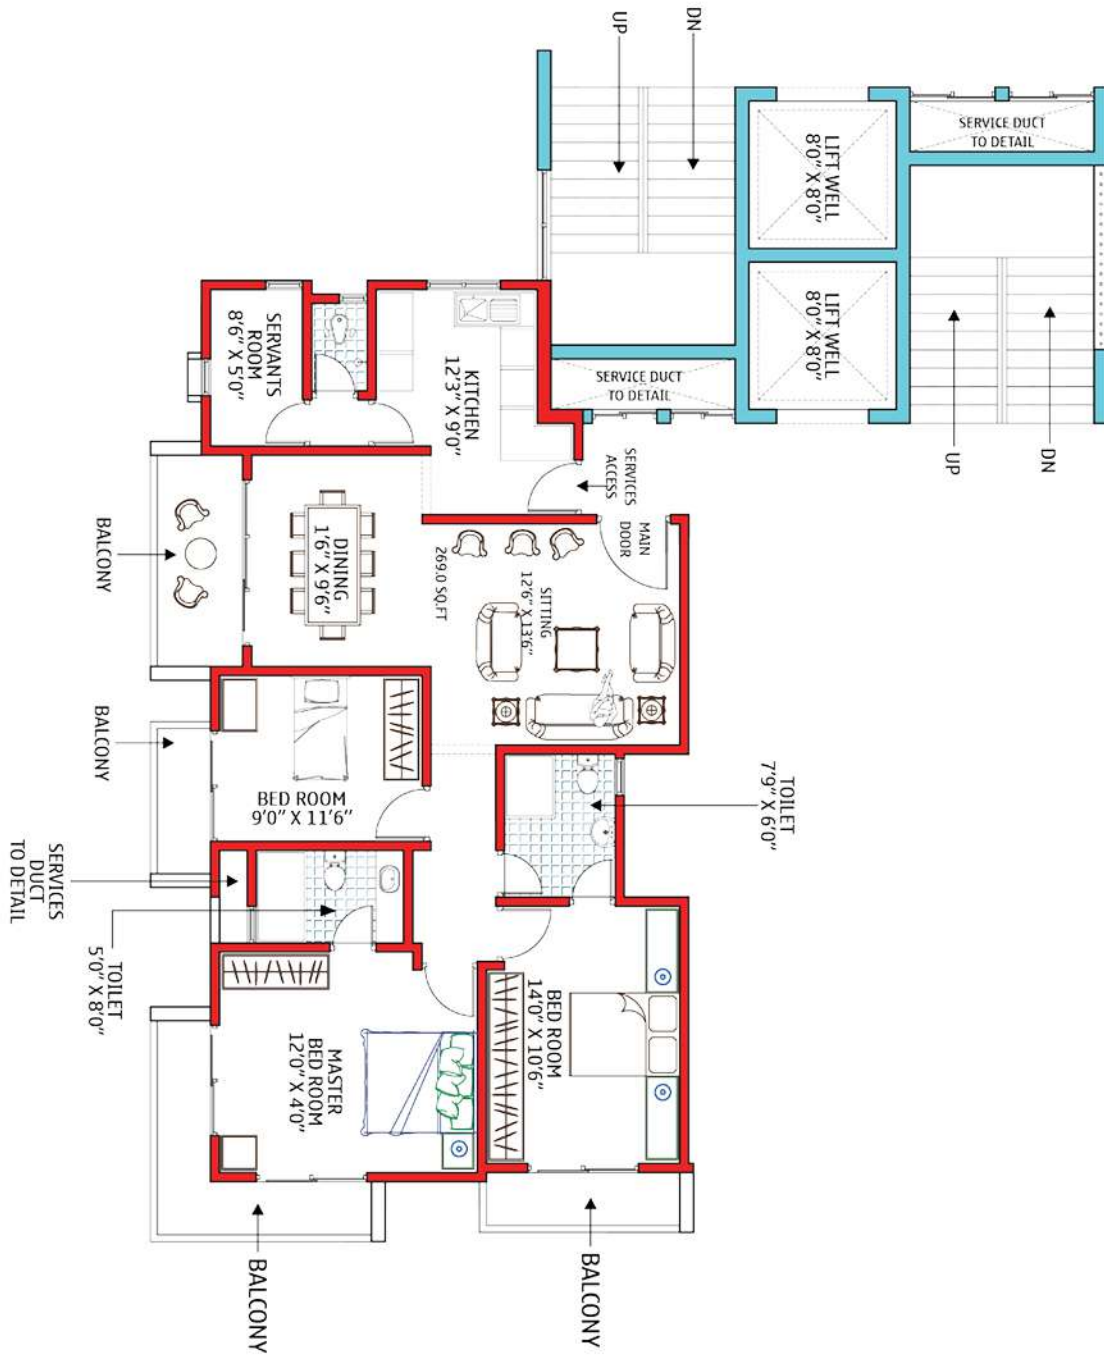 UP
DN
SERVICE DUCT
TO DETAIL
LIFT WELL
8'0" X 8'0"
LIFT WELL
8'0" X 8'0"
UP
DN
SERVICE DUCT
TO DETAIL
SERVANTS
ROOM
8'6" X 5'0"
KITCHEN
12'3" X 9'0"
SERVICES
ACCESS
MAIN
DOOR
BALCONY
DINING
1'6" X 9'6"
269.0 SQ.FT
SITTING
12'6" X 13'6"
BALCONY
BED ROOM
9'0" X 11'6"
TOILET
7'9" X 6'0"
SERVICES
DUCT
TO DETAIL
TOILET
5'0" X 8'0"
MASTER
BED ROOM
12'0" X 4'0"
BED ROOM
14'0" X 10'6"
BALCONY
BALCONY